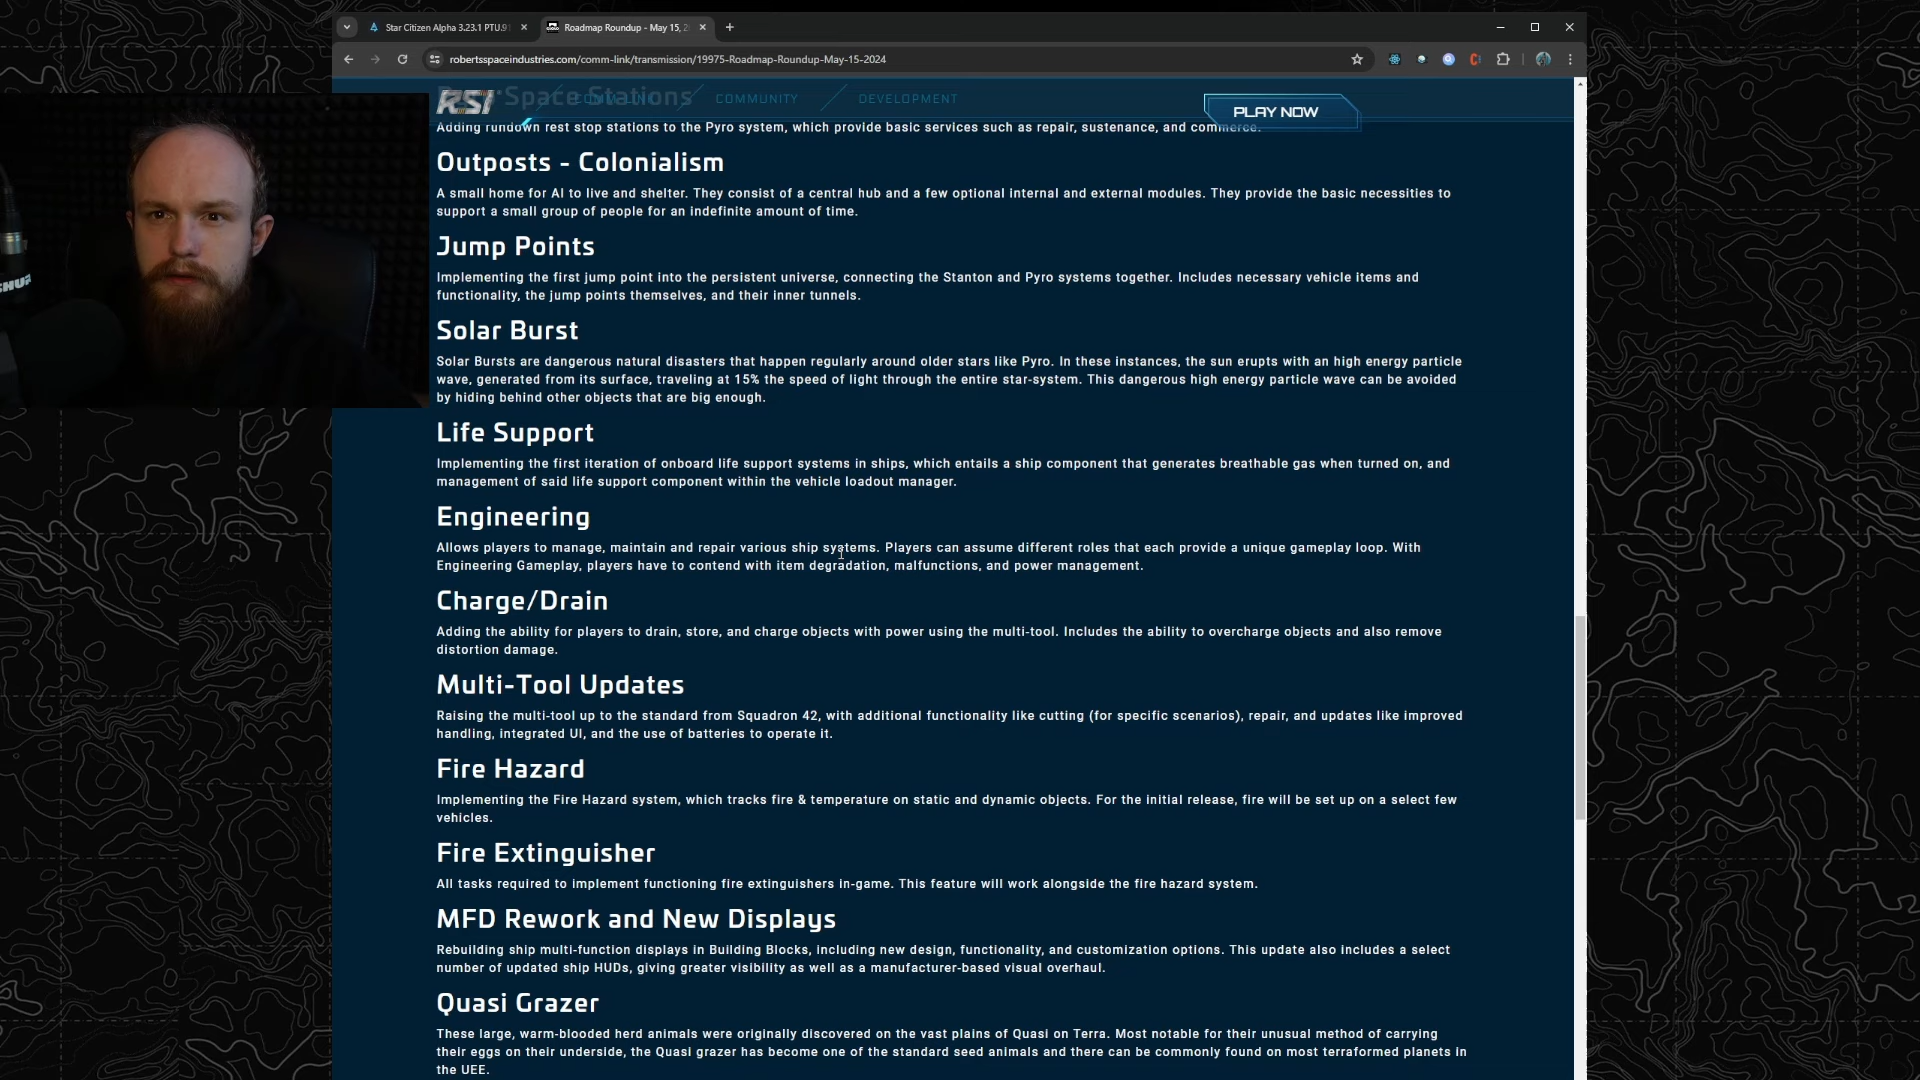 Star Citizen Alpha 3.23.1 PTU.91
Roadmap Roundup - May 15, 2
robertsspaceindustries.com/comm-link/transmission/19975-Roadmap-Roundup-May-15-2024
RSI
Space Stations
COMMUNITY
DEVELOPMENT
PLAY NOW
Adding rundown rest stop stations to the Pyro system, which provide basic services such as repair, sustenance, and commerce.
Outposts - Colonialism
A small home for AI to live and shelter. They consist of a central hub and a few optional internal and external modules. They provide the basic necessities to
support a small group of people for an indefinite amount of time.
Jump Points
Implementing the first jump point into the persistent universe, connecting the Stanton and Pyro systems together. Includes necessary vehicle items and
functionality, the jump points themselves, and their inner tunnels.
Solar Burst
Solar Bursts are dangerous natural disasters that happen regularly around older stars like Pyro. In these instances, the sun erupts with an high energy particle
wave, generated from its surface, traveling at 15% the speed of light through the entire star-system. This dangerous high energy particle wave can be avoided
by hiding behind other objects that are big enough.
Life Support
Implementing the first iteration of onboard life support systems in ships, which entails a ship component that generates breathable gas when turned on, and
management of said life support component within the vehicle loadout manager.
Engineering
Allows players to manage, maintain and repair various ship systems. Players can assume different roles that each provide a unique gameplay loop. With
Engineering Gameplay, players have to contend with item degradation, malfunctions, and power management.
Charge/Drain
Adding the ability for players to drain, store, and charge objects with power using the multi-tool. Includes the ability to overcharge objects and also remove
distortion damage.
Multi-Tool Updates
Raising the multi-tool up to the standard from Squadron 42, with additional functionality like cutting (for specific scenarios), repair, and updates like improved
handling, integrated UI, and the use of batteries to operate it.
Fire Hazard
Implementing the Fire Hazard system, which tracks fire & temperature on static and dynamic objects. For the initial release, fire will be set up on a select few
vehicles.
Fire Extinguisher
All tasks required to implement functioning fire extinguishers in-game. This feature will work alongside the fire hazard system.
MFD Rework and New Displays
Rebuilding ship multi-function displays in Building Blocks, including new design, functionality, and customization options. This update also includes a select
number of updated ship HUDs, giving greater visibility as well as a manufacturer-based visual overhaul.
Quasi Grazer
These large, warm-blooded herd animals were originally discovered on the vast plains of Quasi on Terra. Most notable for their unusual method of carrying
their eggs on their underside, the Quasi grazer has become one of the standard seed animals and there can be commonly found on most terraformed planets in
the UEE.